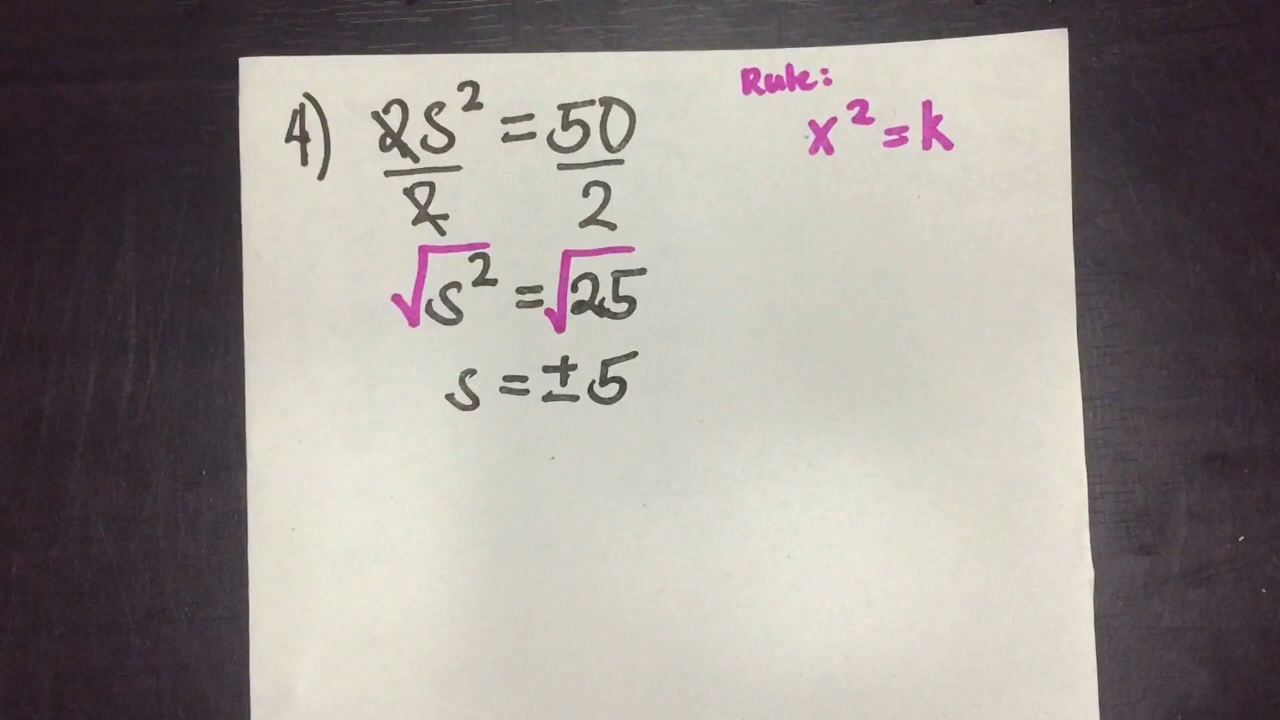 Rule:
x² = k
4) 2s² = 50
2 2
√s² = √25
s = ±5